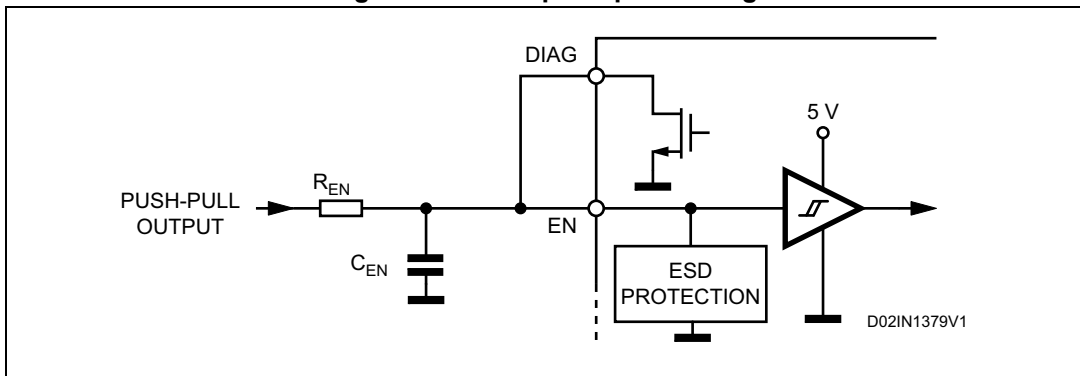 DIAG
5 V
R_EN
PUSH-PULL
OUTPUT
EN
C_EN
ESD
PROTECTION
D02IN1379V1